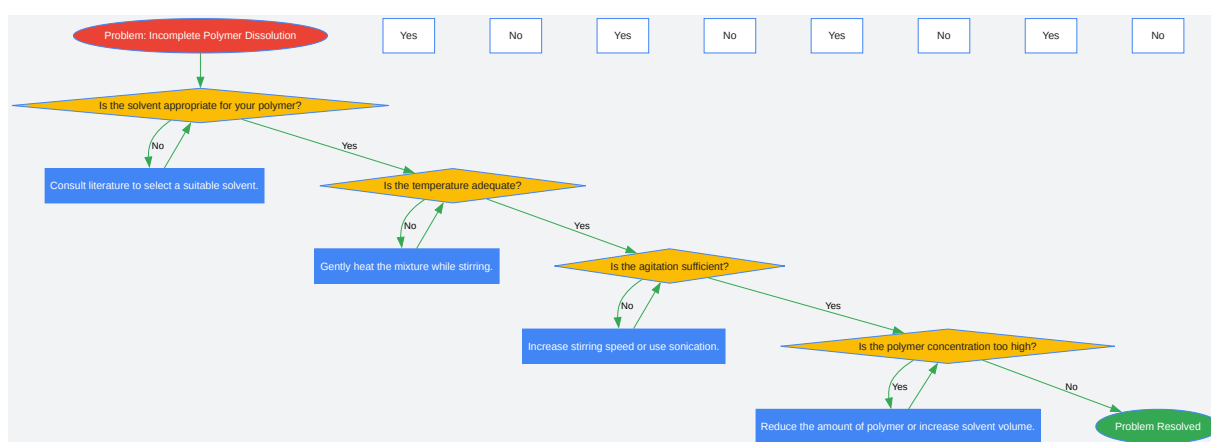 Problem: Incomplete Polymer Dissolution
Yes
No
Yes
No
Yes
No
Yes
No
Is the solvent appropriate for your polymer?
No
Yes
Consult literature to select a suitable solvent.
Is the temperature adequate?
No
Yes
Gently heat the mixture while stirring.
Is the agitation sufficient?
No
Yes
Increase stirring speed or use sonication.
Is the polymer concentration too high?
Yes
No
Reduce the amount of polymer or increase solvent volume.
Problem Resolved